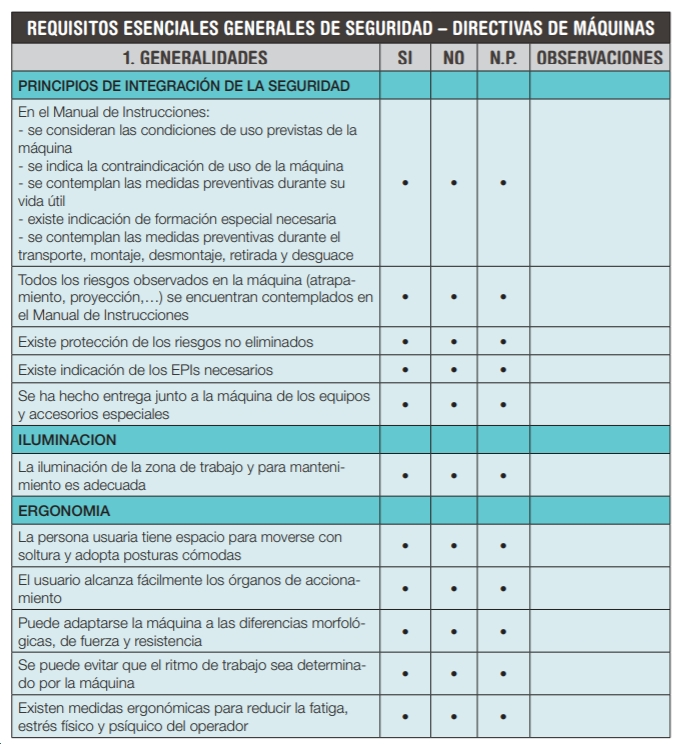 REQUISITOS ESENCIALES GENERALES DE SEGURIDAD – DIRECTIVAS DE MÁQUINAS
1. GENERALIDADES SI NO N.P. OBSERVACIONES
PRINCIPIOS DE INTEGRACIÓN DE LA SEGURIDAD
En el Manual de Instrucciones:
- se consideran las condiciones de uso previstas de la
máquina
- se indica la contraindicación de uso de la máquina
- se contemplan las medidas preventivas durante su
vida útil
- existe indicación de formación especial necesaria
- se contemplan las medidas preventivas durante el
transporte, montaje, desmontaje, retirada y desguace
• • •
Todos los riesgos observados en la máquina (atrapa-
miento, proyección,…) se encuentran contemplados en
el Manual de Instrucciones
• • •
Existe protección de los riesgos no eliminados • • •
Existe indicación de los EPIs necesarios • • •
Se ha hecho entrega junto a la máquina de los equipos
y accesorios especiales
• • •
ILUMINACION
La iluminación de la zona de trabajo y para manteni-
miento es adecuada
• • •
ERGONOMIA
La persona usuaria tiene espacio para moverse con
soltura y adopta posturas cómodas
• • •
El usuario alcanza fácilmente los órganos de acciona-
miento
• • •
Puede adaptarse la máquina a las diferencias morfoló-
gicas, de fuerza y resistencia
• • •
Se puede evitar que el ritmo de trabajo sea determina-
do por la máquina
• • •
Existen medidas ergonómicas para reducir la fatiga,
estrés físico y psíquico del operador
• • •